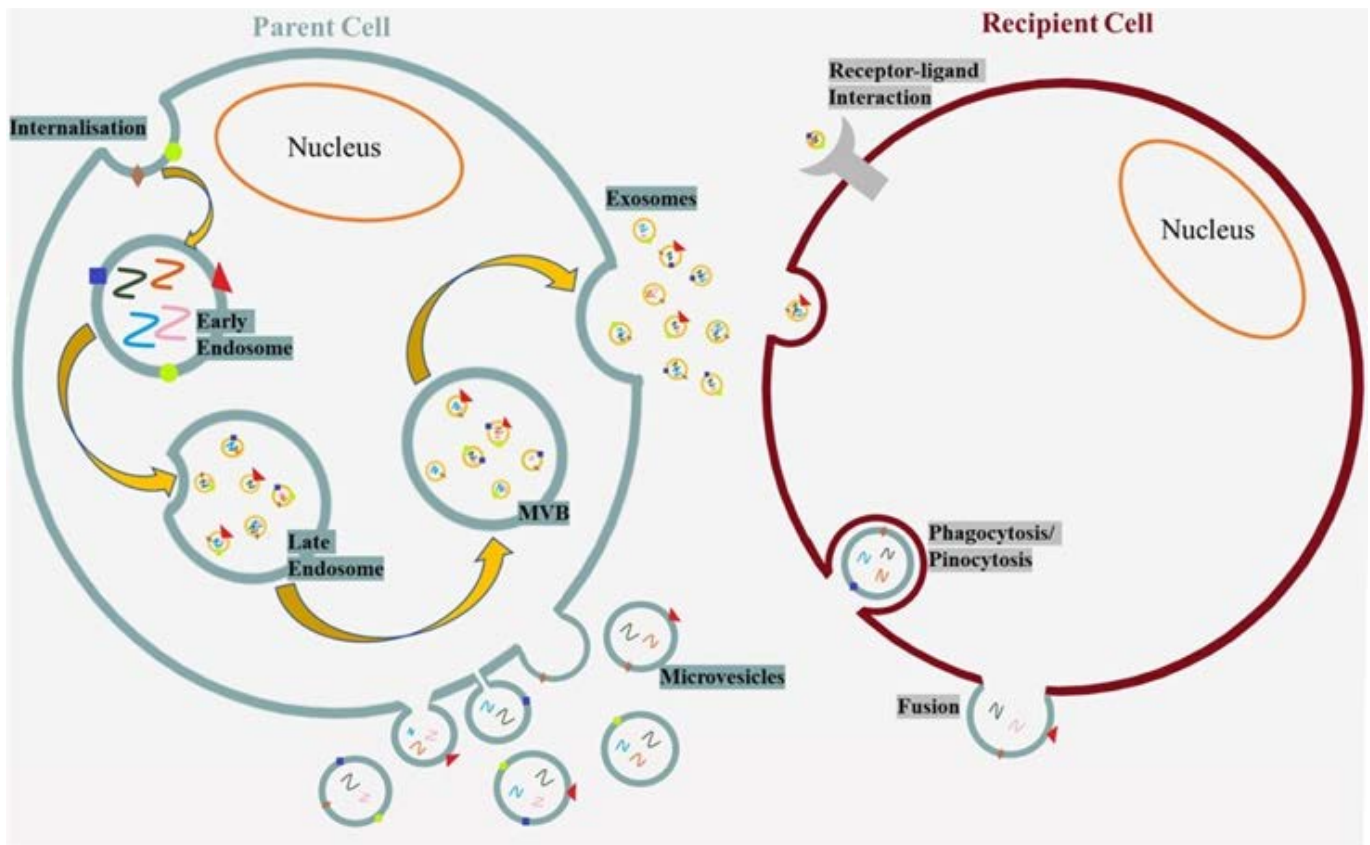 Parent Cell
Recipient Cell
Receptor-ligand
Interaction
Internalisation
Nucleus
Exosomes
Nucleus
Early
Endosome
MVB
Late
Endosome
Phagocytosis/
Pinocytosis
Microvesicles
Fusion